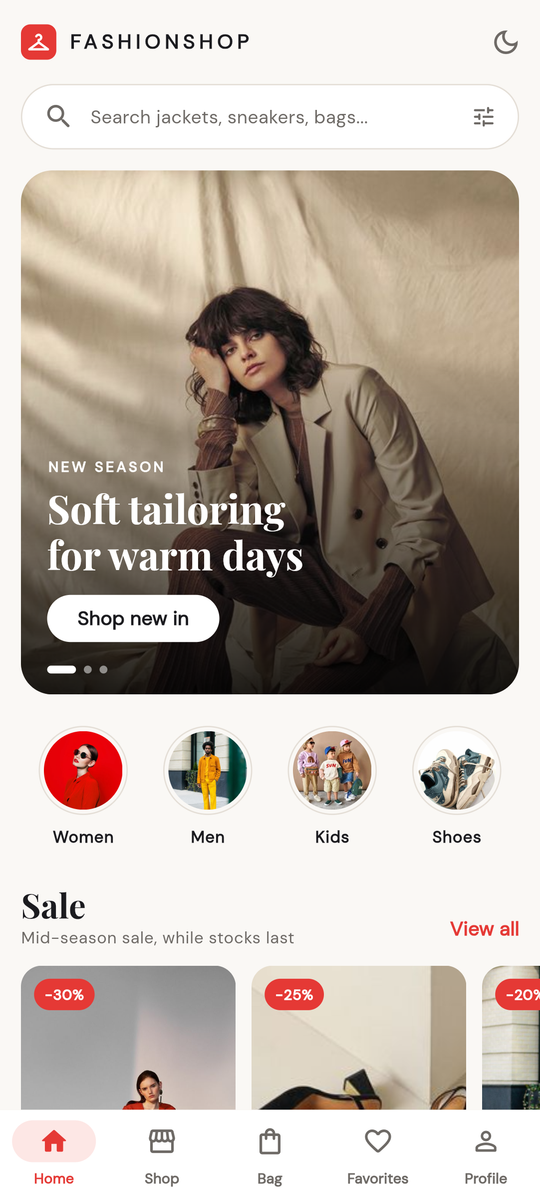 FASHIONSHOP
Search jackets, sneakers, bags...
NEW SEASON
Soft tailoring
for warm days
Shop new in
Women
Men
Kids
Shoes
Sale
Mid-season sale, while stocks last
View all
-30%
-25%
-20%
Home
Shop
Bag
Favorites
Profile